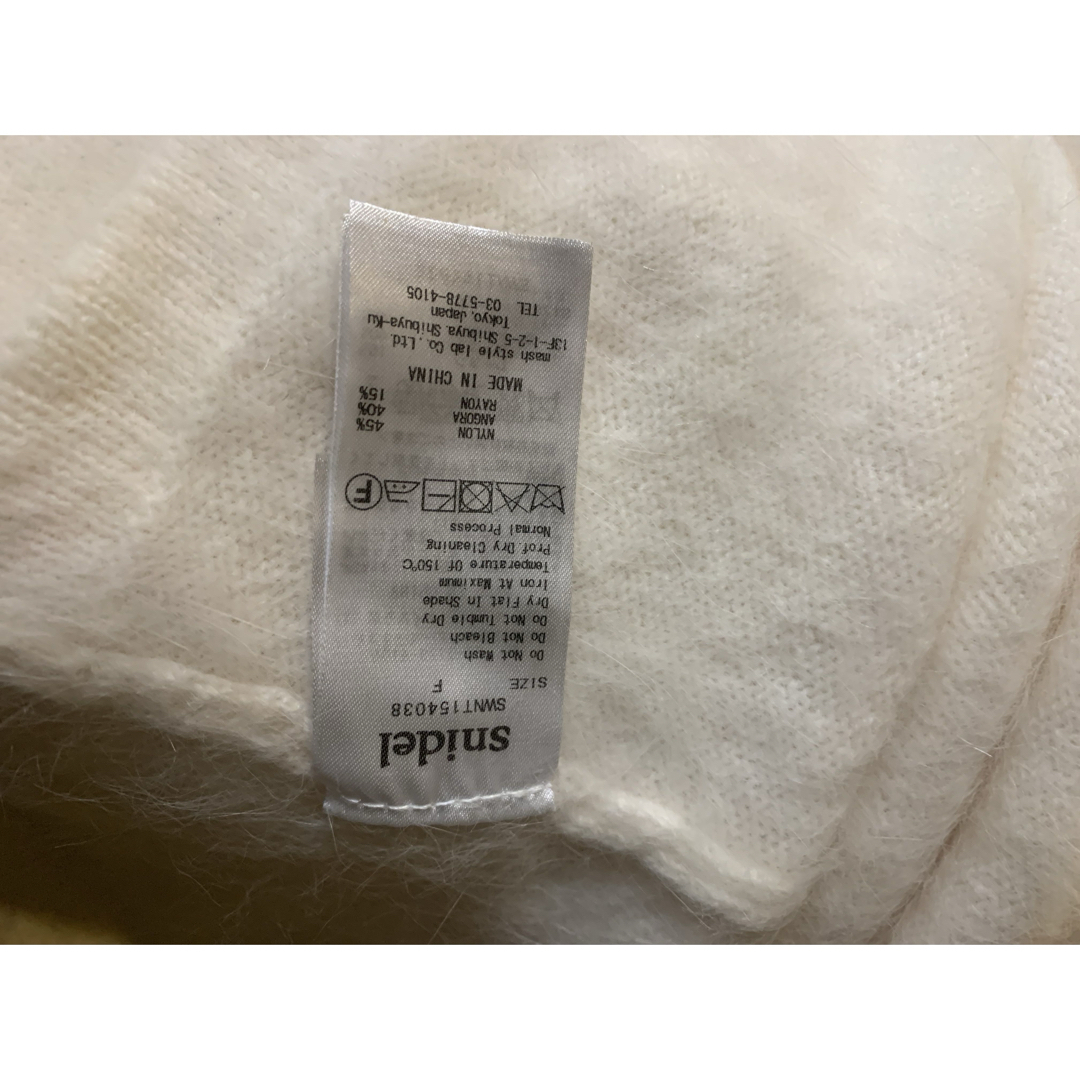 snidel
SWNT154038
SIZE F
Do Not Wash
Do Not Bleach
Do Not Tumble Dry
Dry Flat In Shade
Iron At Maximum
Temperature Of 150℃
Prof.Dry Cleaning
Normal Process
F
NYLON 45%
ANGORA 40%
RAYON 15%
MADE IN CHINA
mash style lab Co., Ltd.
13F-1-2-5 Shibuya. Shibuya-Ku
Tokyo, Japan
TEL 03-5778-4105